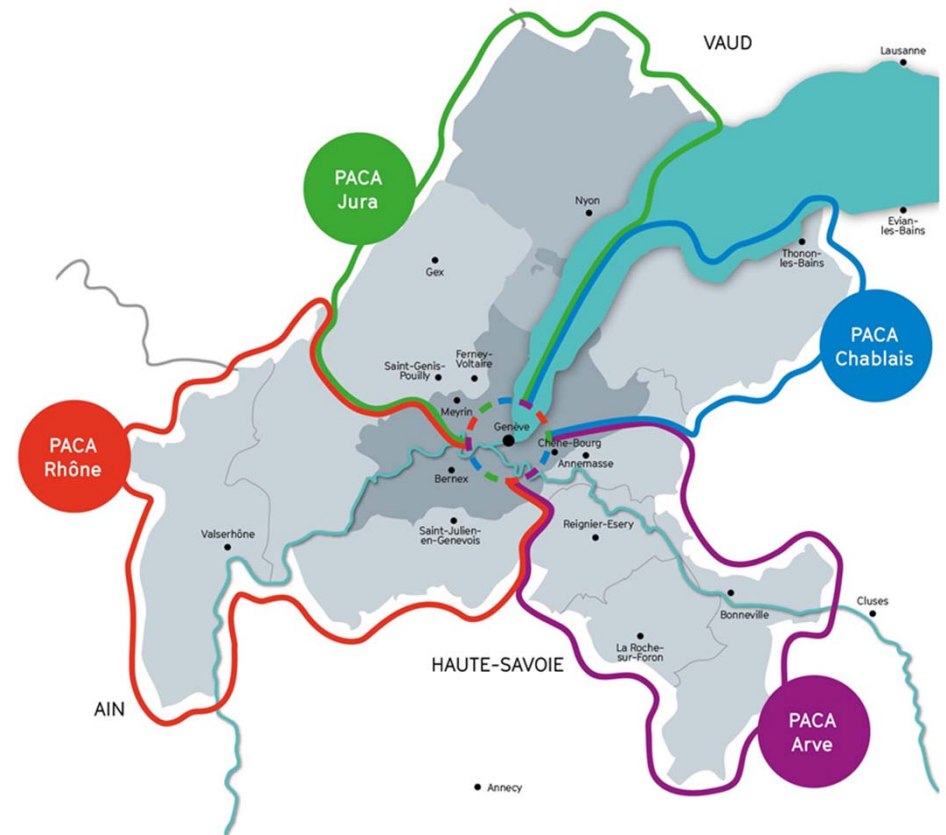 VAUD
Lausanne
PACA
Jura
Nyon
Evian-
les-Bains
Thonon-
les-Bains
Gex
PACA
Chablais
Ferney-
Voltaire
Saint-Genis-
Pouilly
Meyrin
Genève
PACA
Rhône
Chêne-Bourg
Annemasse
Bernex
Saint-Julien-
en-Genevois
Reignier-Esery
Valserhône
Bonneville
Cluses
La Roche-
sur-Foron
HAUTE-SAVOIE
AIN
PACA
Arve
Annecy